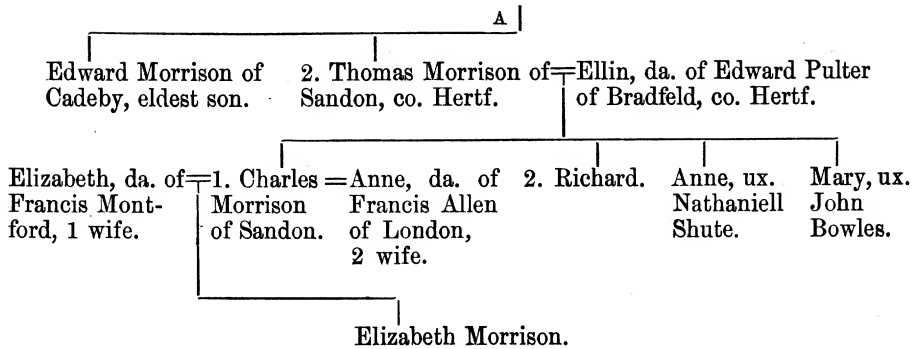 A
Edward Morrison of
Cadeby, eldest son.
2. Thomas Morrison of
Sandon, co. Hertf.
Ellin, da. of Edward Pulter
of Bradfeld, co. Hertf.
Elizabeth, da. of
Francis Mont-
ford, 1 wife.
1. Charles
Morrison
of Sandon.
Anne, da. of
Francis Allen
of London,
2 wife.
2. Richard.
Anne, ux.
Nathaniell
Shute.
Mary, ux.
John
Bowles.
Elizabeth Morrison.